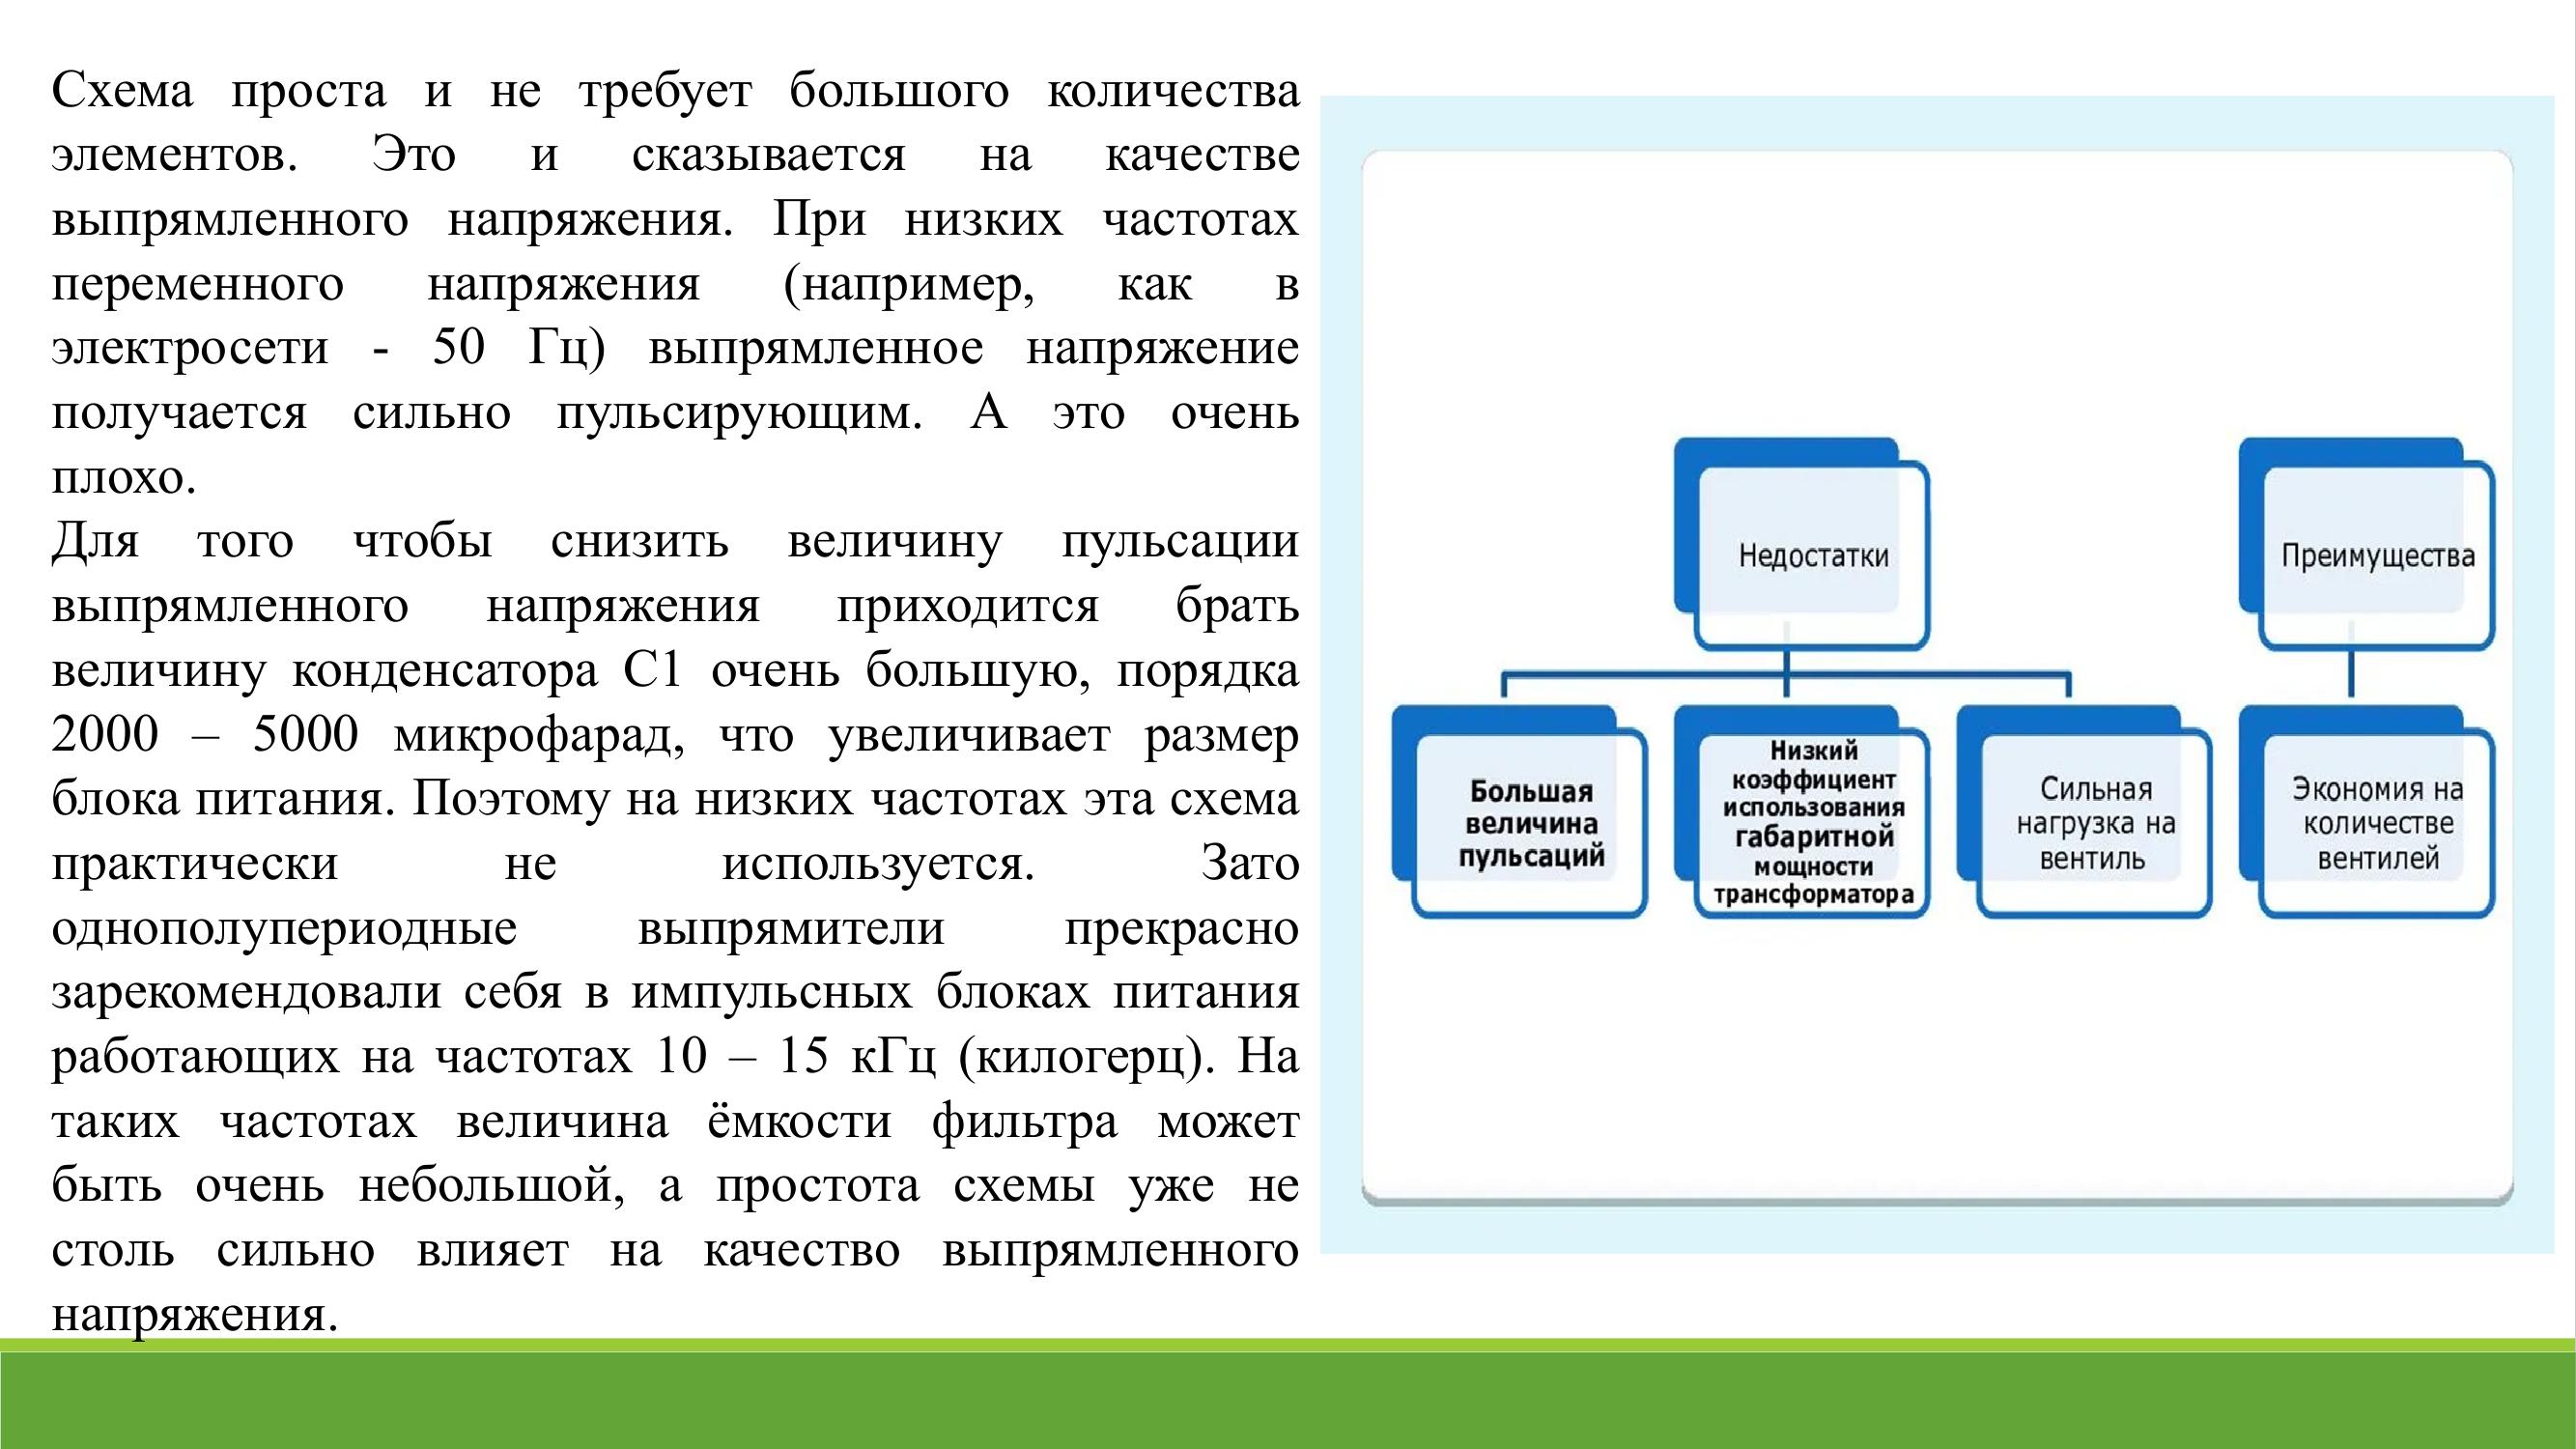 Схема проста и не требует большого количества
элементов. Это и сказывается на качестве
выпрямленного напряжения. При низких частотах
переменного напряжения (например, как в
электросети - 50 Гц) выпрямленное напряжение
получается сильно пульсирующим. А это очень
плохо.
Для того чтобы снизить величину пульсации
выпрямленного напряжения приходится брать
величину конденсатора С1 очень большую, порядка
2000 – 5000 микрофарад, что увеличивает размер
блока питания. Поэтому на низких частотах эта схема
практически не используется. Зато
однополупериодные выпрямители прекрасно
зарекомендовали себя в импульсных блоках питания
работающих на частотах 10 – 15 кГц (килогерц). На
таких частотах величина ёмкости фильтра может
быть очень небольшой, а простота схемы уже не
столь сильно влияет на качество выпрямленного
напряжения.
Недостатки
Преимущества
Большая
величина
пульсаций
Низкий
коэффициент
использования
габаритной
мощности
трансформатора
Сильная
нагрузка на
вентиль
Экономия на
количестве
вентилей